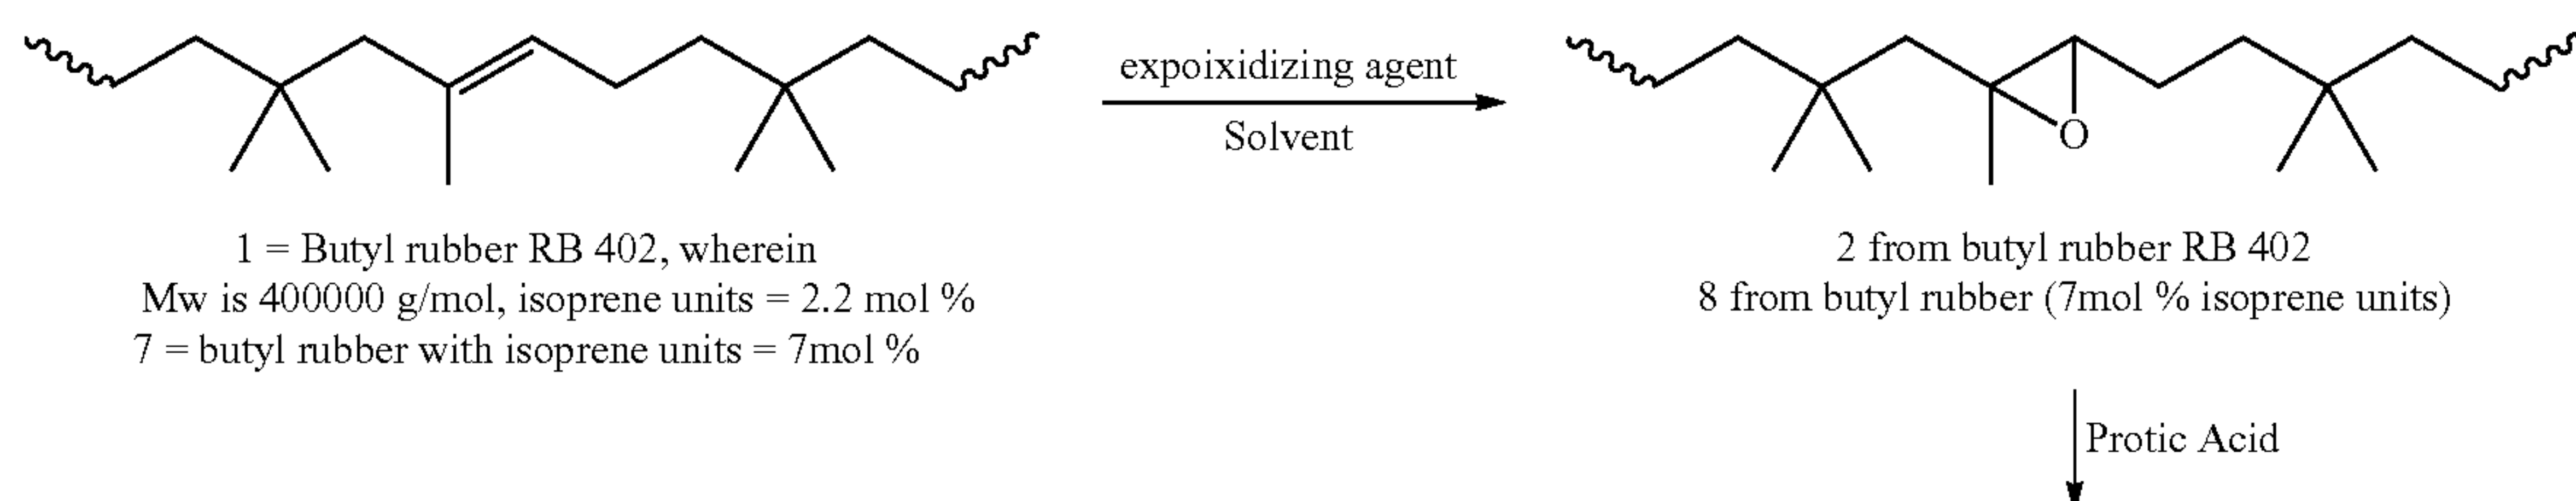 expoixidizing agent
Solvent
O
1 = Butyl rubber RB 402, wherein
Mw is 400000 g/mol, isoprene units = 2.2 mol %
7 = butyl rubber with isoprene units = 7mol %
2 from butyl rubber RB 402
8 from butyl rubber (7mol % isoprene units)
Protic Acid